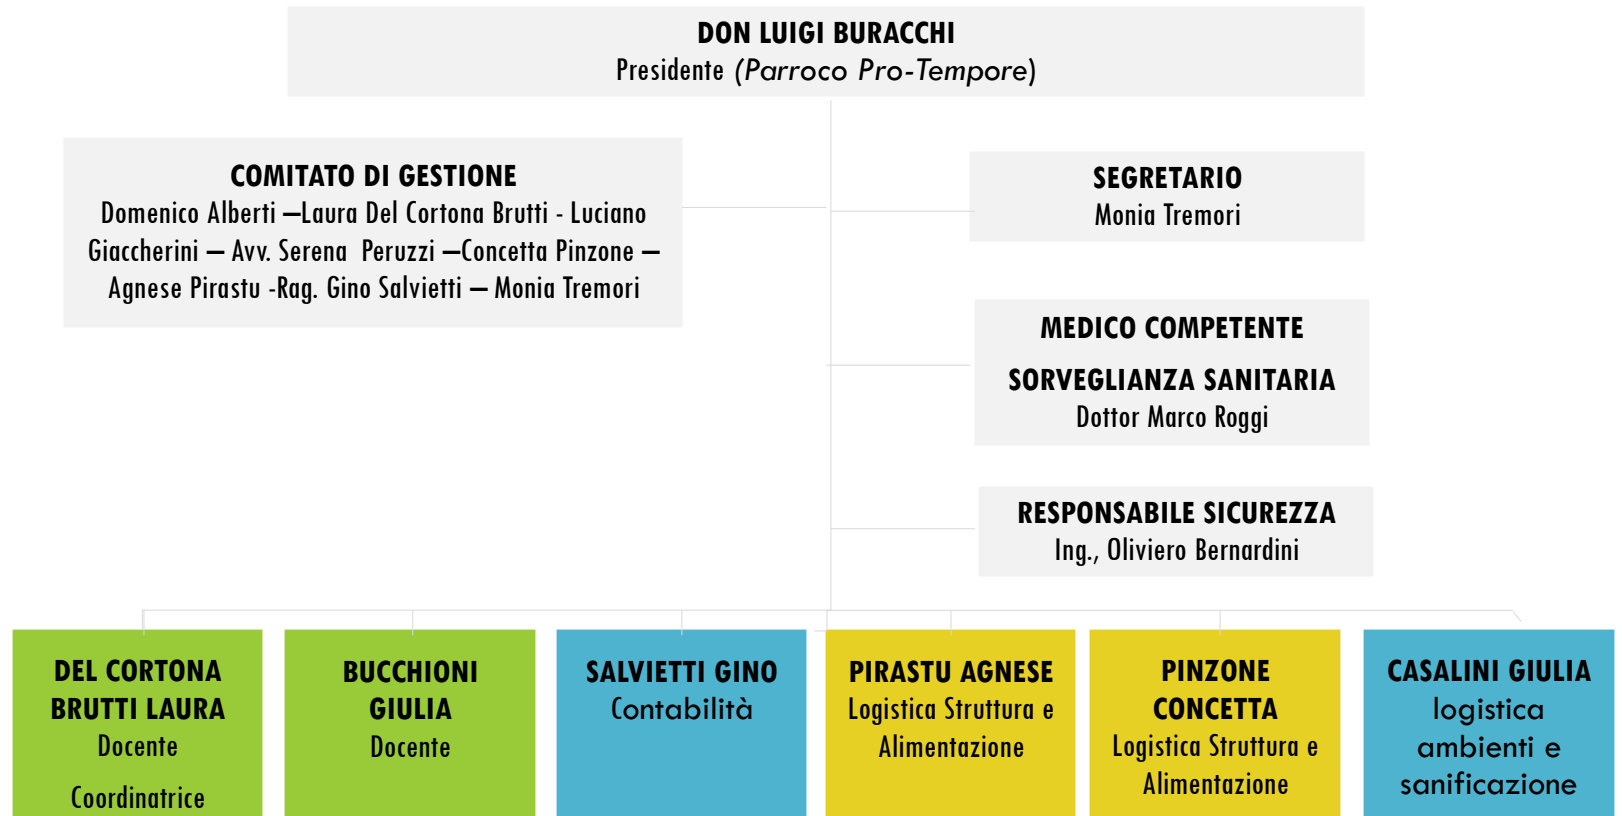 DON LUIGI BURACCHI
Presidente (Parroco Pro-Tempore)
COMITATO DI GESTIONE
Domenico Alberti –Laura Del Cortona Brutti - Luciano
Giaccherini – Avv. Serena  Peruzzi –Concetta Pinzone –
Agnese Pirastu -Rag. Gino Salvietti – Monia Tremori
SEGRETARIO
Monia Tremori
MEDICO COMPETENTE
SORVEGLIANZA SANITARIA
Dottor Marco Roggi
RESPONSABILE SICUREZZA
Ing., Oliviero Bernardini
DEL CORTONA
BRUTTI LAURA
Docente
Coordinatrice
BUCCHIONI
GIULIA
Docente
SALVIETTI GINO
Contabilità
PIRASTU AGNESE
Logistica Struttura e
Alimentazione
PINZONE
CONCETTA
Logistica Struttura e
Alimentazione
CASALINI GIULIA
logistica
ambienti e
sanificazione